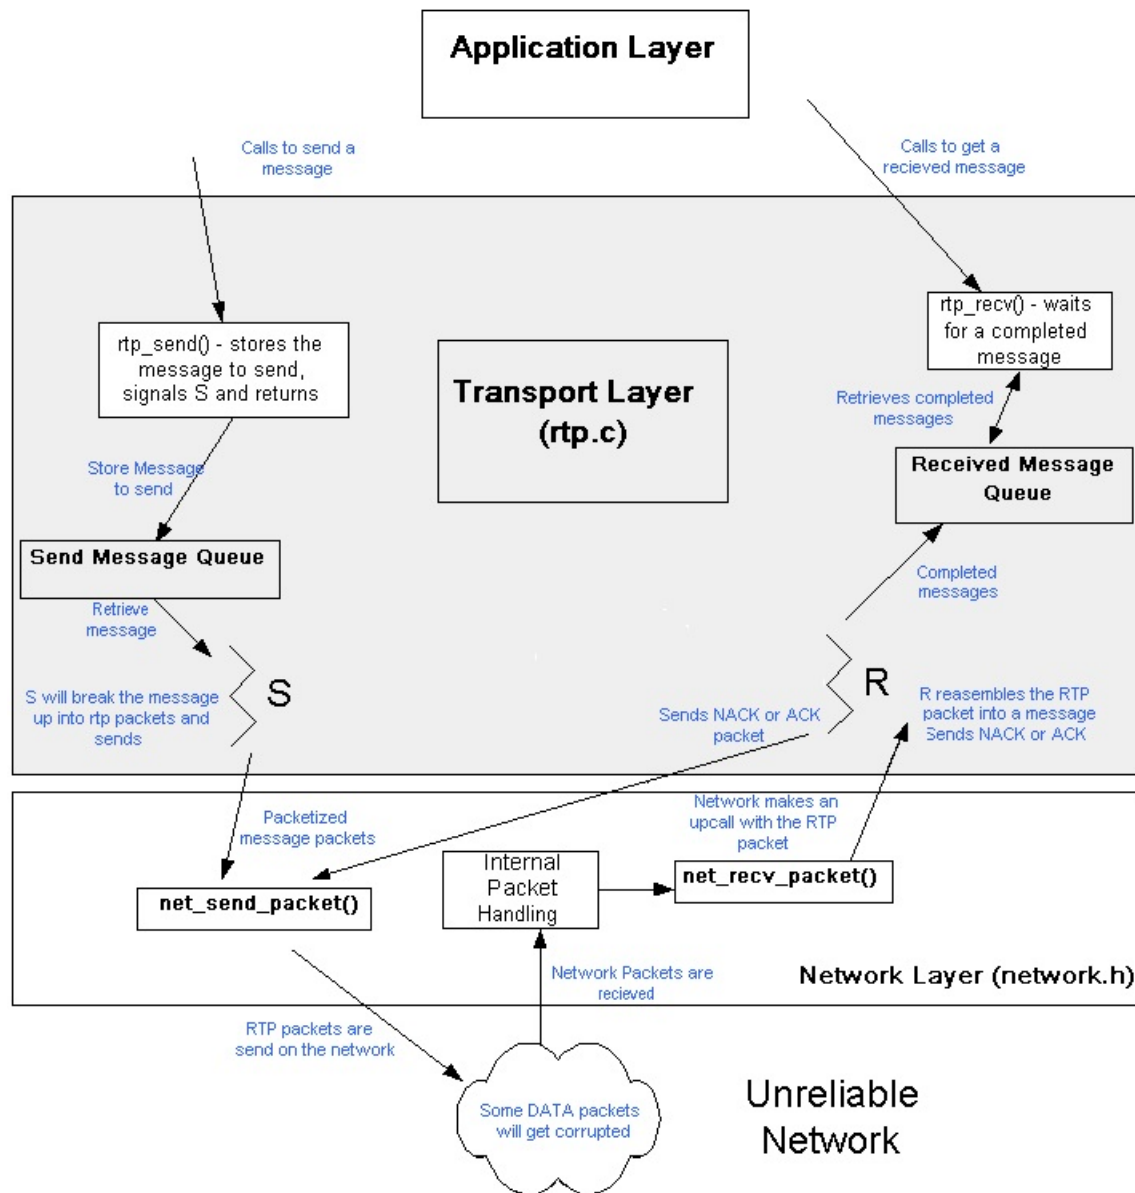 Application Layer
Calls to send a
message
Calls to get a
recieved message
rtp_send() - stores the
message to send,
signals S and returns
rtp_recv() - waits
for a completed
message
Transport Layer
(rtp.c)
Retrieves completed
messages
Store Message
to send
Received Message
Queue
Send Message Queue
Completed
messages
Retrieve
message
S
R
S will break the message
up into rtp packets and
sends
Sends NACK or ACK
packet
R reasembles the RTP
packet into a message
Sends NACK or ACK
Packetized
message packets
Network makes an
upcall with the RTP
packet
Internal
Packet
Handling
net_recv_packet()
net_send_packet()
Network Packets are
recieved
Network Layer (network.h)
RTP packets are
send on the network
Some DATA packets
will get corrupted
Unreliable
Network